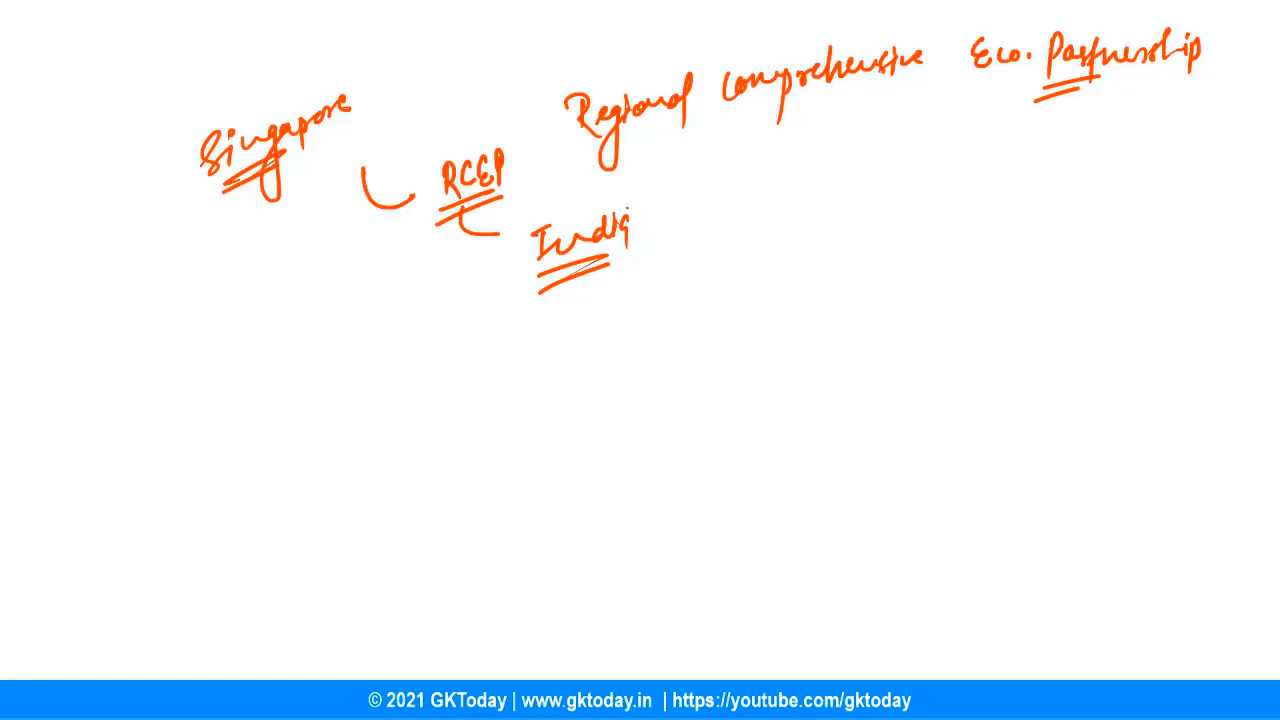 Regional Comprehensive Eco. Partnership
Singapore
RCEP
India
© 2021 GKToday | www.gktoday.in | https://youtube.com/gktoday